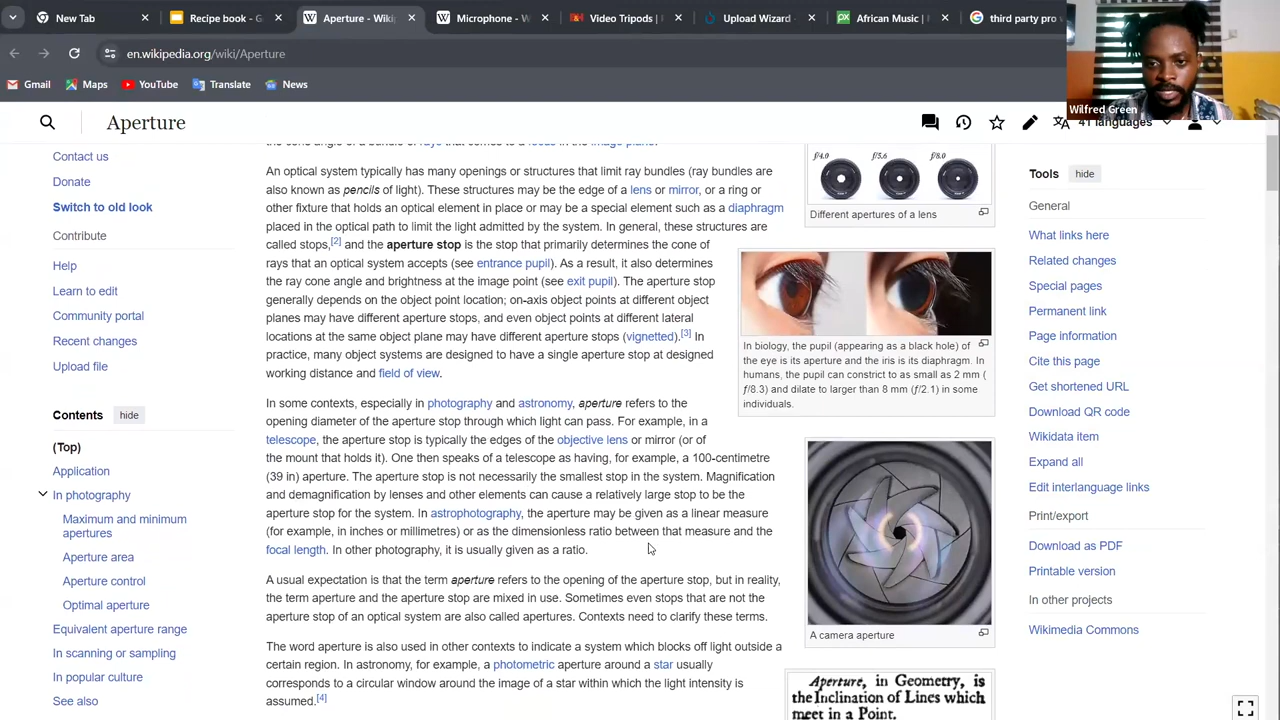 New Tab
Recipe book -
Aperture - Wiki
Video Tripods
third party pro
en.wikipedia.org/wiki/Aperture
Gmail
Maps
YouTube
Translate
News
Wilfred Green
Aperture
41 languages
Contact us
Donate
Switch to old look
Contribute
Help
Learn to edit
Community portal
Recent changes
Upload file
Contents
hide
(Top)
Application
In photography
Maximum and minimum
apertures
Aperture area
Aperture control
Optimal aperture
Equivalent aperture range
In scanning or sampling
In popular culture
See also
the cone angle of a bundle of rays that comes to a focus in the image plane.
An optical system typically has many openings or structures that limit ray bundles (ray bundles
are also known as pencils of light). These structures may be the edge of a lens or mirror, or a ring or
other fixture that holds an optical element in place or may be a special element such as a diaphragm
placed in the optical path to limit the light admitted by the system. In general, these structures are
called stops,[2] and the aperture stop is the stop that primarily determines the cone of
rays that an optical system accepts (see entrance pupil). As a result, it also determines
the ray cone angle and brightness at the image point (see exit pupil). The aperture stop
generally depends on the object point location; on-axis object points at different object
planes may have different aperture stops, and even object points at different lateral
locations at the same object plane may have different aperture stops (vignetted).[3] In
practice, many object systems are designed to have a single aperture stop at designed
working distance and field of view.
In some contexts, especially in photography and astronomy, aperture refers to the
opening diameter of the aperture stop through which light can pass. For example, in a
telescope, the aperture stop is typically the edges of the objective lens or mirror (or of
the mount that holds it). One then speaks of a telescope as having, for example, a 100-centimetre
(39 in) aperture. The aperture stop is not necessarily the smallest stop in the system. Magnification
and demagnification by lenses and other elements can cause a relatively large stop to be the
aperture stop for the system. In astrophotography, the aperture may be given as a linear measure
(for example, in inches or millimetres) or as the dimensionless ratio between that measure and the
focal length. In other photography, it is usually given as a ratio.
A usual expectation is that the term aperture refers to the opening of the aperture stop, but in reality,
the term aperture and the aperture stop are mixed in use. Sometimes even stops that are not the
aperture stop of an optical system are also called apertures. Contexts need to clarify these terms.
The word aperture is also used in other contexts to indicate a system which blocks off light outside a
certain region. In astronomy, for example, a photometric aperture around a star usually
corresponds to a circular window around the image of a star within which the light intensity is
assumed.[4]
f/4.0 f/5.6 f/8.0
Different apertures of a lens
In biology, the pupil (appearing as a black hole) of
the eye is its aperture and the iris is its diaphragm. In
humans, the pupil can constrict to as small as 2 mm (
f/8.3) and dilate to larger than 8 mm (f/2.1) in some
individuals.
A camera aperture
Aperture, in Geometry, is
the Inclination of Lines which
meet in a Point.
Tools
hide
General
What links here
Related changes
Special pages
Permanent link
Page information
Cite this page
Get shortened URL
Download QR code
Wikidata item
Expand all
Edit interlanguage links
Print/export
Download as PDF
Printable version
In other projects
Wikimedia Commons